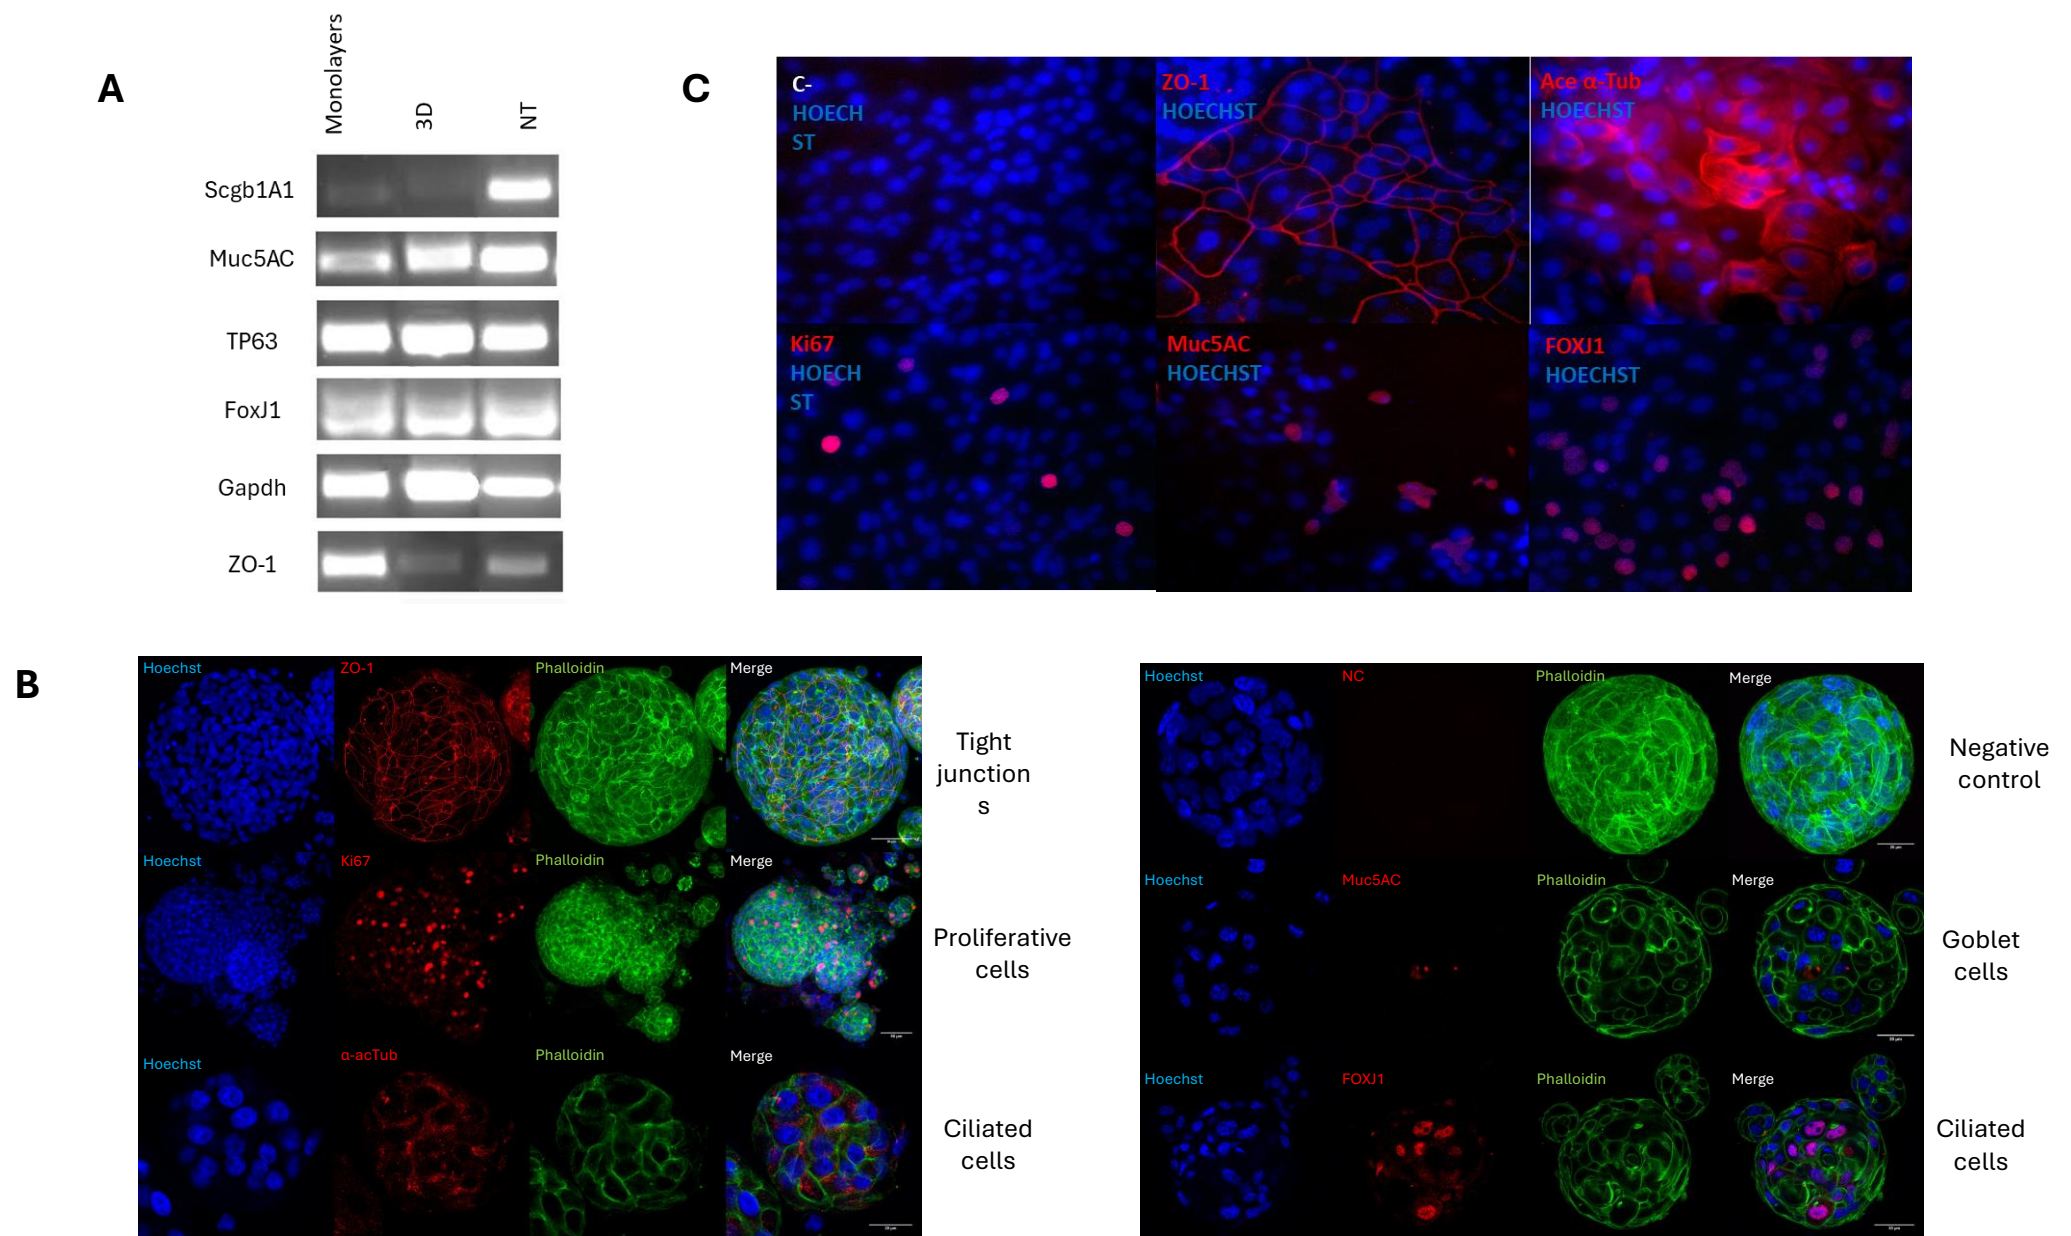 A
Monolayers
3D
NT
Scgb1A1
Muc5AC
TP63
FoxJ1
Gapdh
ZO-1
C
C-
HOECH
ST
ZO-1
HOECHST
Ace α-Tub
HOECHST
Ki67
HOECH
ST
Muc5AC
HOECHST
FOXJ1
HOECHST
B
Hoechst
ZO-1
Phalloidin
Merge
Tight
junction
s
Hoechst
Ki67
Phalloidin
Merge
Proliferative
cells
Hoechst
α-acTub
Phalloidin
Merge
Ciliated
cells
Hoechst
NC
Phalloidin
Merge
Negative
control
Hoechst
Muc5AC
Phalloidin
Merge
Goblet
cells
Hoechst
FOXJ1
Phalloidin
Merge
Ciliated
cells